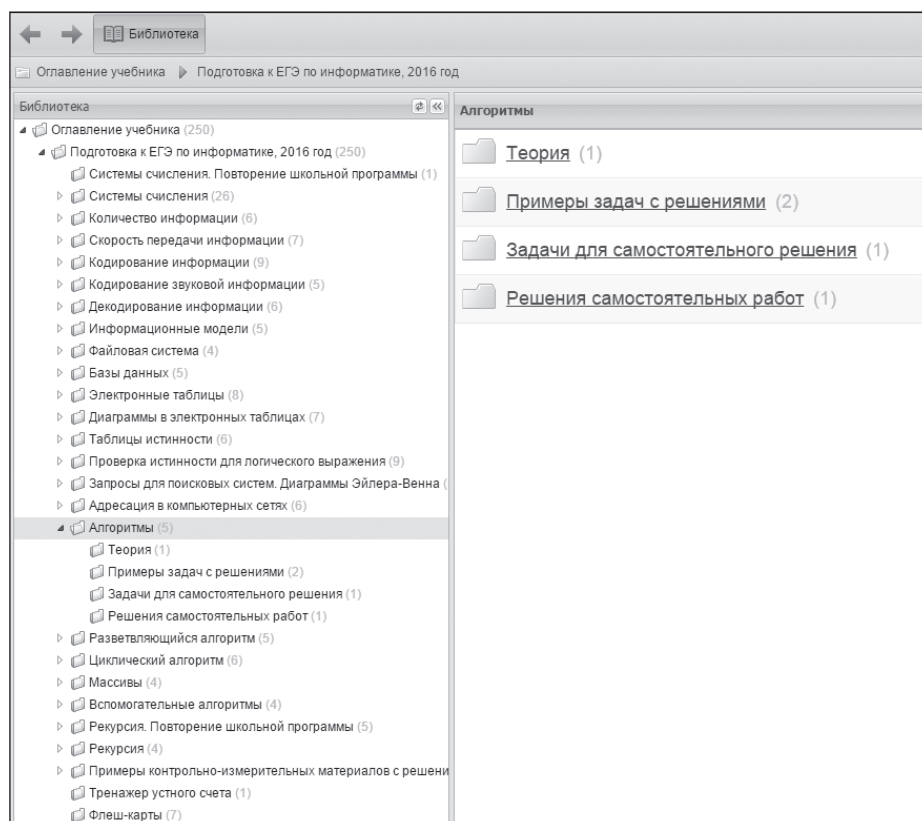 Библиотека
Оглавление учебника Подготовка к ЕГЭ по информатике, 2016 год
Библиотека
Оглавление учебника (250)
Подготовка к ЕГЭ по информатике, 2016 год (250)
Системы счисления. Повторение школьной программы (1)
Системы счисления (26)
Количество информации (6)
Скорость передачи информации (7)
Кодирование информации (9)
Кодирование звуковой информации (5)
Декодирование информации (6)
Информационные модели (5)
Файловая система (4)
Базы данных (5)
Электронные таблицы (8)
Диаграммы в электронных таблицах (7)
Таблицы истинности (6)
Проверка истинности для логического выражения (9)
Запросы для поисковых систем. Диаграммы Эйлера-Венна (
Адресация в компьютерных сетях (6)
Алгоритмы (5)
Теория (1)
Примеры задач с решениями (2)
Задачи для самостоятельного решения (1)
Решения самостоятельных работ (1)
Разветвляющийся алгоритм (5)
Циклический алгоритм (6)
Массивы (4)
Вспомогательные алгоритмы (4)
Рекурсия. Повторение школьной программы (5)
Рекурсия (4)
Примеры контрольно-измерительных материалов с решени
Тренажер устного счета (1)
Флеш-карты (7)
Алгоритмы
Теория (1)
Примеры задач с решениями (2)
Задачи для самостоятельного решения (1)
Решения самостоятельных работ (1)